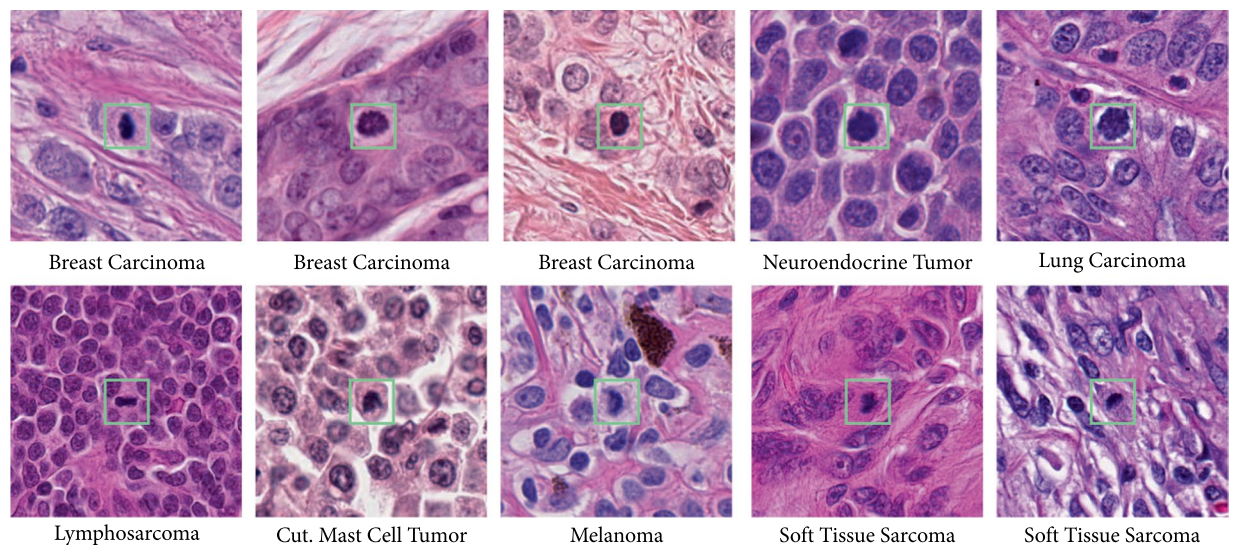 Breast Carcinoma
Breast Carcinoma
Breast Carcinoma
Neuroendocrine Tumor
Lung Carcinoma
Lymphosarcoma
Cut. Mast Cell Tumor
Melanoma
Soft Tissue Sarcoma
Soft Tissue Sarcoma